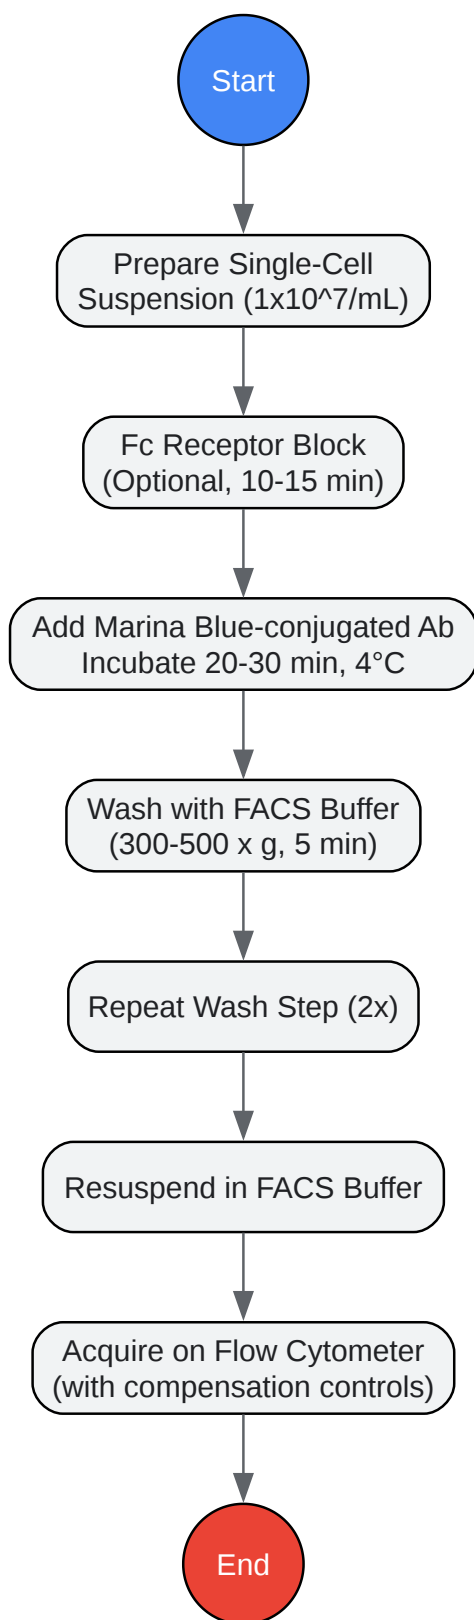 Start
Prepare Single-Cell
Suspension (1x10^7/mL)
Fc Receptor Block
(Optional, 10-15 min)
Add Marina Blue-conjugated Ab
Incubate 20-30 min, 4°C
Wash with FACS Buffer
(300-500 x g, 5 min)
Repeat Wash Step (2x)
Resuspend in FACS Buffer
Acquire on Flow Cytometer
(with compensation controls)
End